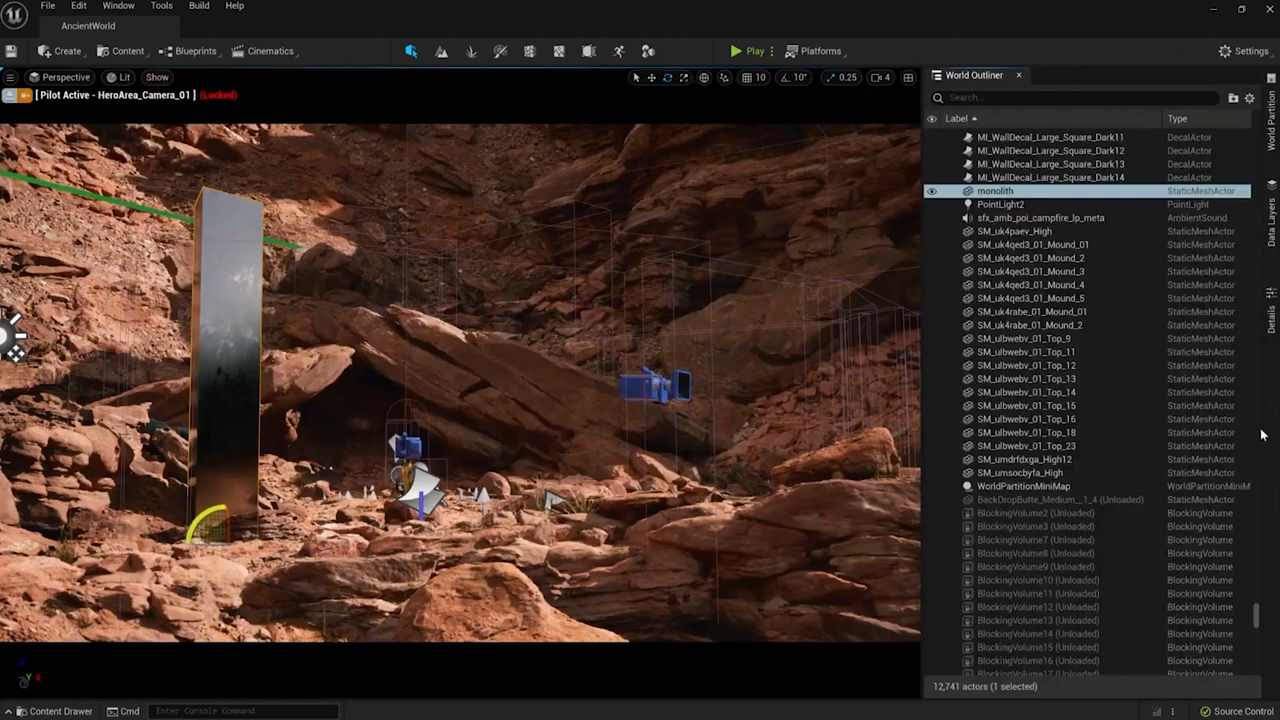 File Edit Window Tools Build Help
AncientWorld
Create Content Blueprints Cinematics Play Platforms Settings
Perspective Lit Show 10 10° 0.25 4
[ Pilot Active - HeroArea_Camera_01 ] (Locked)
World Outliner
Search...
Label Type
MI_WallDecal_Large_Square_Dark11 DecalActor
MI_WallDecal_Large_Square_Dark12 DecalActor
MI_WallDecal_Large_Square_Dark13 DecalActor
MI_WallDecal_Large_Square_Dark14 DecalActor
monolith StaticMeshActor
PointLight2 PointLight
sfx_amb_poi_campfire_lp_meta AmbientSound
SM_uk4paev_High StaticMeshActor
SM_uk4qed3_01_Mound_01 StaticMeshActor
SM_uk4qed3_01_Mound_2 StaticMeshActor
SM_uk4qed3_01_Mound_3 StaticMeshActor
SM_uk4qed3_01_Mound_4 StaticMeshActor
SM_uk4qed3_01_Mound_5 StaticMeshActor
SM_uk4rabe_01_Mound_01 StaticMeshActor
SM_uk4rabe_01_Mound_2 StaticMeshActor
SM_ulbwebv_01_Top_9 StaticMeshActor
SM_ulbwebv_01_Top_11 StaticMeshActor
SM_ulbwebv_01_Top_12 StaticMeshActor
SM_ulbwebv_01_Top_13 StaticMeshActor
SM_ulbwebv_01_Top_14 StaticMeshActor
SM_ulbwebv_01_Top_15 StaticMeshActor
SM_ulbwebv_01_Top_16 StaticMeshActor
SM_ulbwebv_01_Top_18 StaticMeshActor
SM_ulbwebv_01_Top_23 StaticMeshActor
SM_umdrfdxga_High12 StaticMeshActor
SM_umsocbyfa_High StaticMeshActor
WorldPartitionMiniMap WorldPartitionMiniM
BackDropButte_Medium__1_4 (Unloaded) StaticMeshActor
BlockingVolume2 (Unloaded) BlockingVolume
BlockingVolume3 (Unloaded) BlockingVolume
BlockingVolume7 (Unloaded) BlockingVolume
BlockingVolume8 (Unloaded) BlockingVolume
BlockingVolume9 (Unloaded) BlockingVolume
BlockingVolume10 (Unloaded) BlockingVolume
BlockingVolume11 (Unloaded) BlockingVolume
BlockingVolume12 (Unloaded) BlockingVolume
BlockingVolume13 (Unloaded) BlockingVolume
BlockingVolume14 (Unloaded) BlockingVolume
BlockingVolume15 (Unloaded) BlockingVolume
BlockingVolume16 (Unloaded) BlockingVolume
BlockingVolume17 (Unloaded) BlockingVolume
12,741 actors (1 selected)
World Partition
Data Layers
Details
Z
Y X
Content Drawer Cmd Enter Console Command Source Control